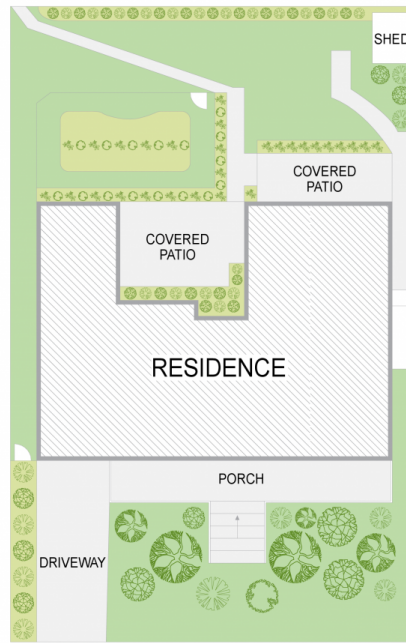 SHED
COVERED
PATIO
COVERED
PATIO
RESIDENCE
PORCH
DRIVEWAY